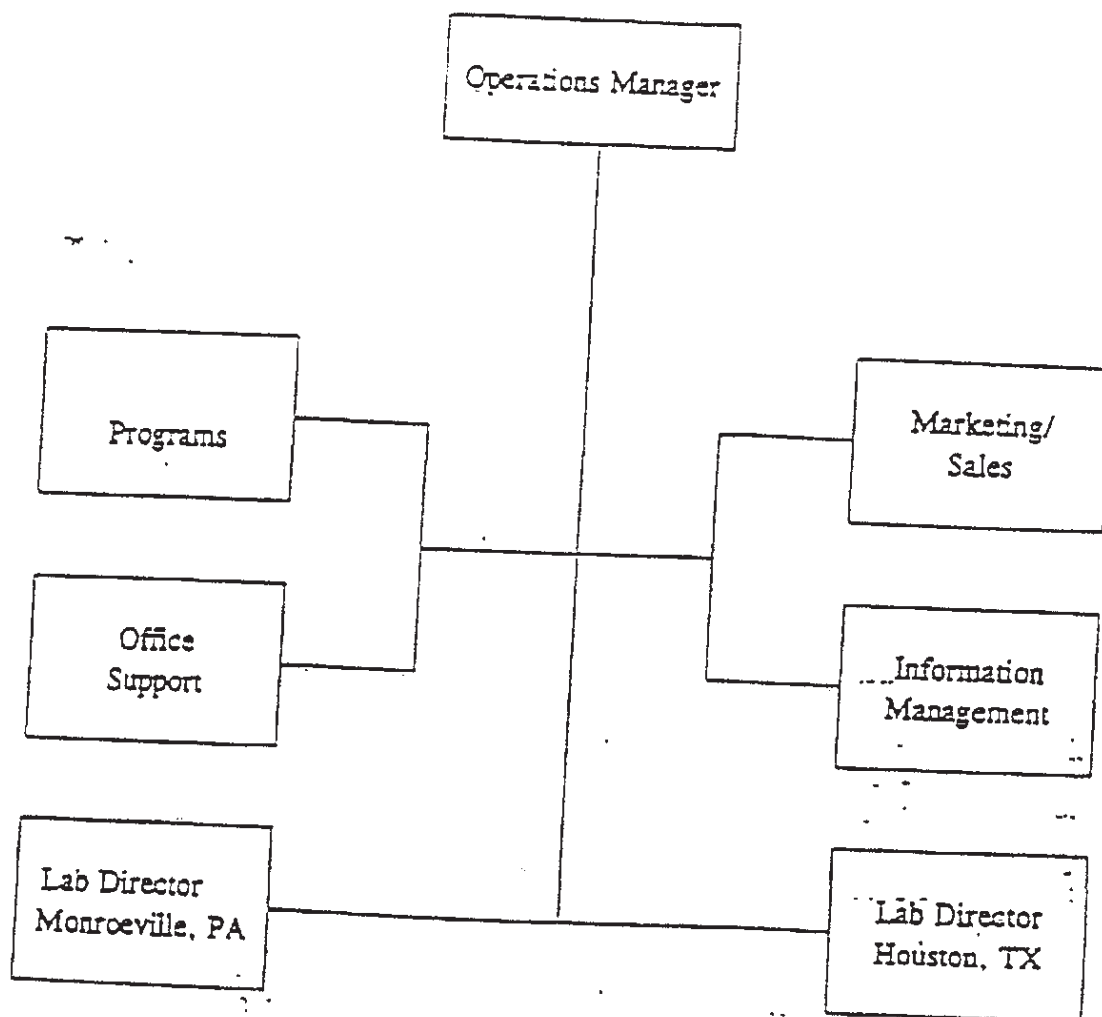 Operations Manager
Programs
Marketing/
Sales
Office
Support
Information
Management
Lab Director
Monroeville, PA
Lab Director
Houston, TX